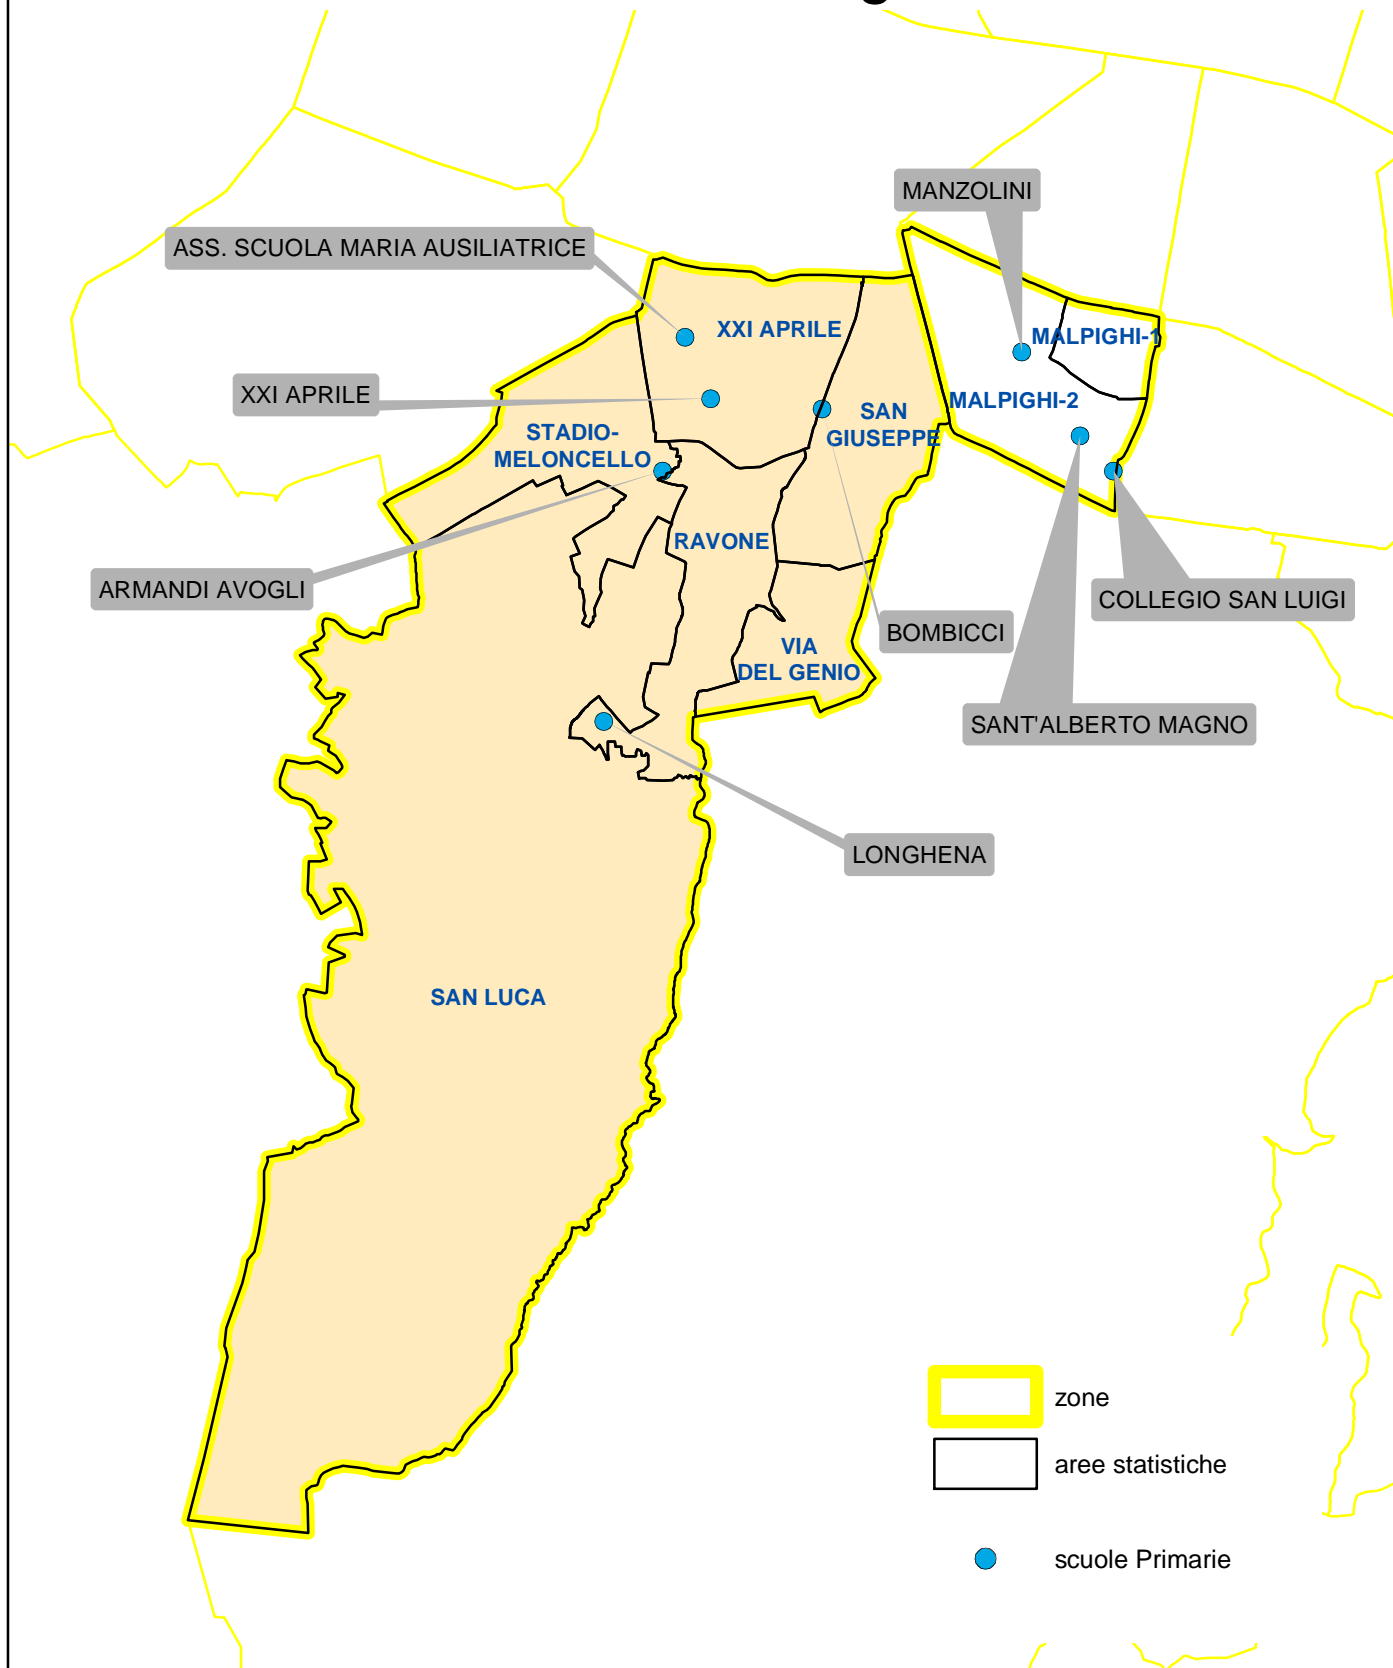 MANZOLINI
ASS. SCUOLA MARIA AUSILIATRICE
XXI APRILE
MALPIGHI-1
XXI APRILE
MALPIGHI-2
SAN
GIUSEPPE
STADIO-
MELONCELLO
RAVONE
ARMANDI AVOGLI
COLLEGIO SAN LUIGI
BOMBICCI
VIA
DEL GENIO
SANT'ALBERTO MAGNO
LONGHENA
SAN LUCA
zone
aree statistiche
scuole Primarie